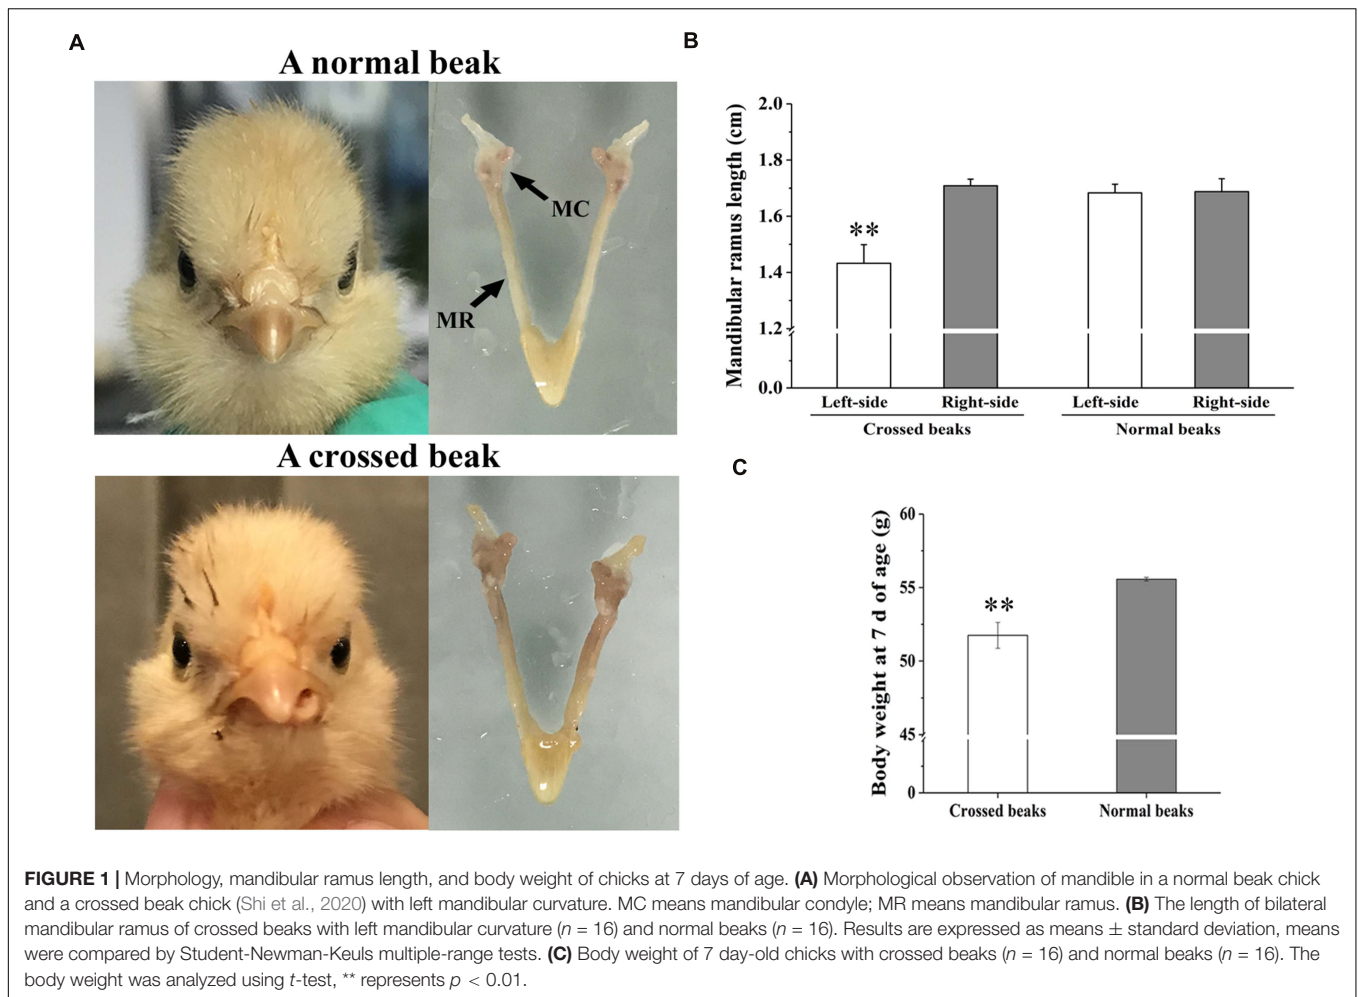 A
A normal beak
MC
MR
A crossed beak
B
Mandibular ramus length (cm)
2.0
1.8
1.6
1.4
1.2
0.0
**
Left-side
Right-side
Left-side
Right-side
Crossed beaks
Normal beaks
C
Body weight at 7 d of age (g)
60
55
50
45
0
**
Crossed beaks
Normal beaks
FIGURE 1 | Morphology, mandibular ramus length, and body weight of chicks at 7 days of age. (A) Morphological observation of mandible in a normal beak chick
and a crossed beak chick (Shi et al., 2020) with left mandibular curvature. MC means mandibular condyle; MR means mandibular ramus. (B) The length of bilateral
mandibular ramus of crossed beaks with left mandibular curvature (n = 16) and normal beaks (n = 16). Results are expressed as means ± standard deviation, means
were compared by Student-Newman-Keuls multiple-range tests. (C) Body weight of 7 day-old chicks with crossed beaks (n = 16) and normal beaks (n = 16). The
body weight was analyzed using t-test, ** represents p < 0.01.